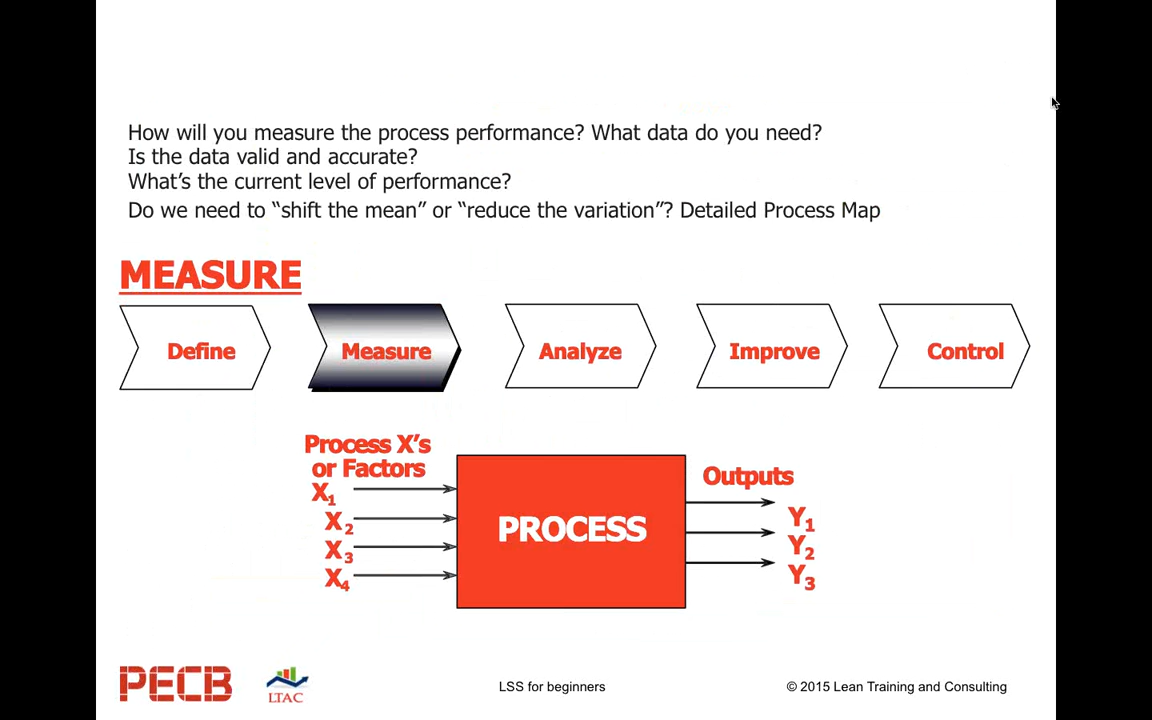 How will you measure the process performance? What data do you need?
Is the data valid and accurate?
What’s the current level of performance?
Do we need to “shift the mean” or “reduce the variation”? Detailed Process Map
MEASURE
Define
Measure
Analyze
Improve
Control
Process X’s
or Factors
X1
X2
X3
X4
PROCESS
Outputs
Y1
Y2
Y3
PECB
LTAC
LSS for beginners
© 2015 Lean Training and Consulting